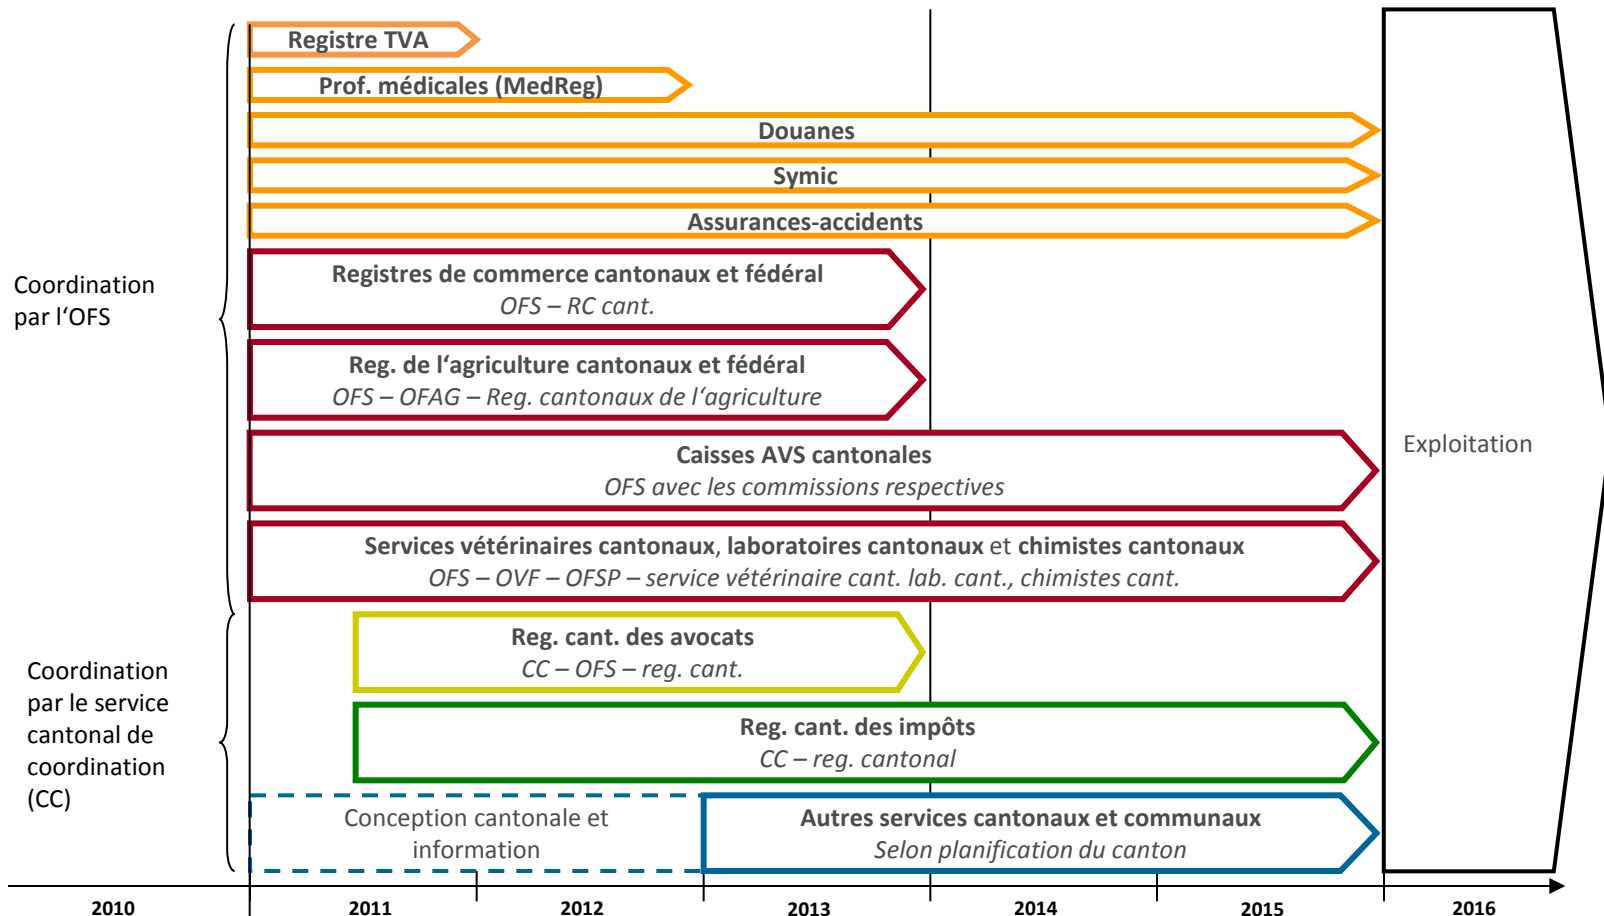 Registre TVA
Prof. médicales (MedReg)
Douanes
Symic
Assurances-accidents
Coordination
par l‘OFS
Registres de commerce cantonaux et fédéral
OFS – RC cant.
Reg. de l‘agriculture cantonaux et fédéral
OFS – OFAG – Reg. cantonaux de l‘agriculture
Caisses AVS cantonales
OFS avec les commissions respectives
Services vétérinaires cantonaux, laboratoires cantonaux et chimistes cantonaux
OFS – OVF – OFSP – service vétérinaire cant. lab. cant., chimistes cant.
Exploitation
Coordination
par le service
cantonal de
coordination
(CC)
Reg. cant. des avocats
CC – OFS – reg. cant.
Reg. cant. des impôts
CC – reg. cantonal
Conception cantonale et
information
Autres services cantonaux et communaux
Selon planification du canton
2010 2011 2012 2013 2014 2015 2016